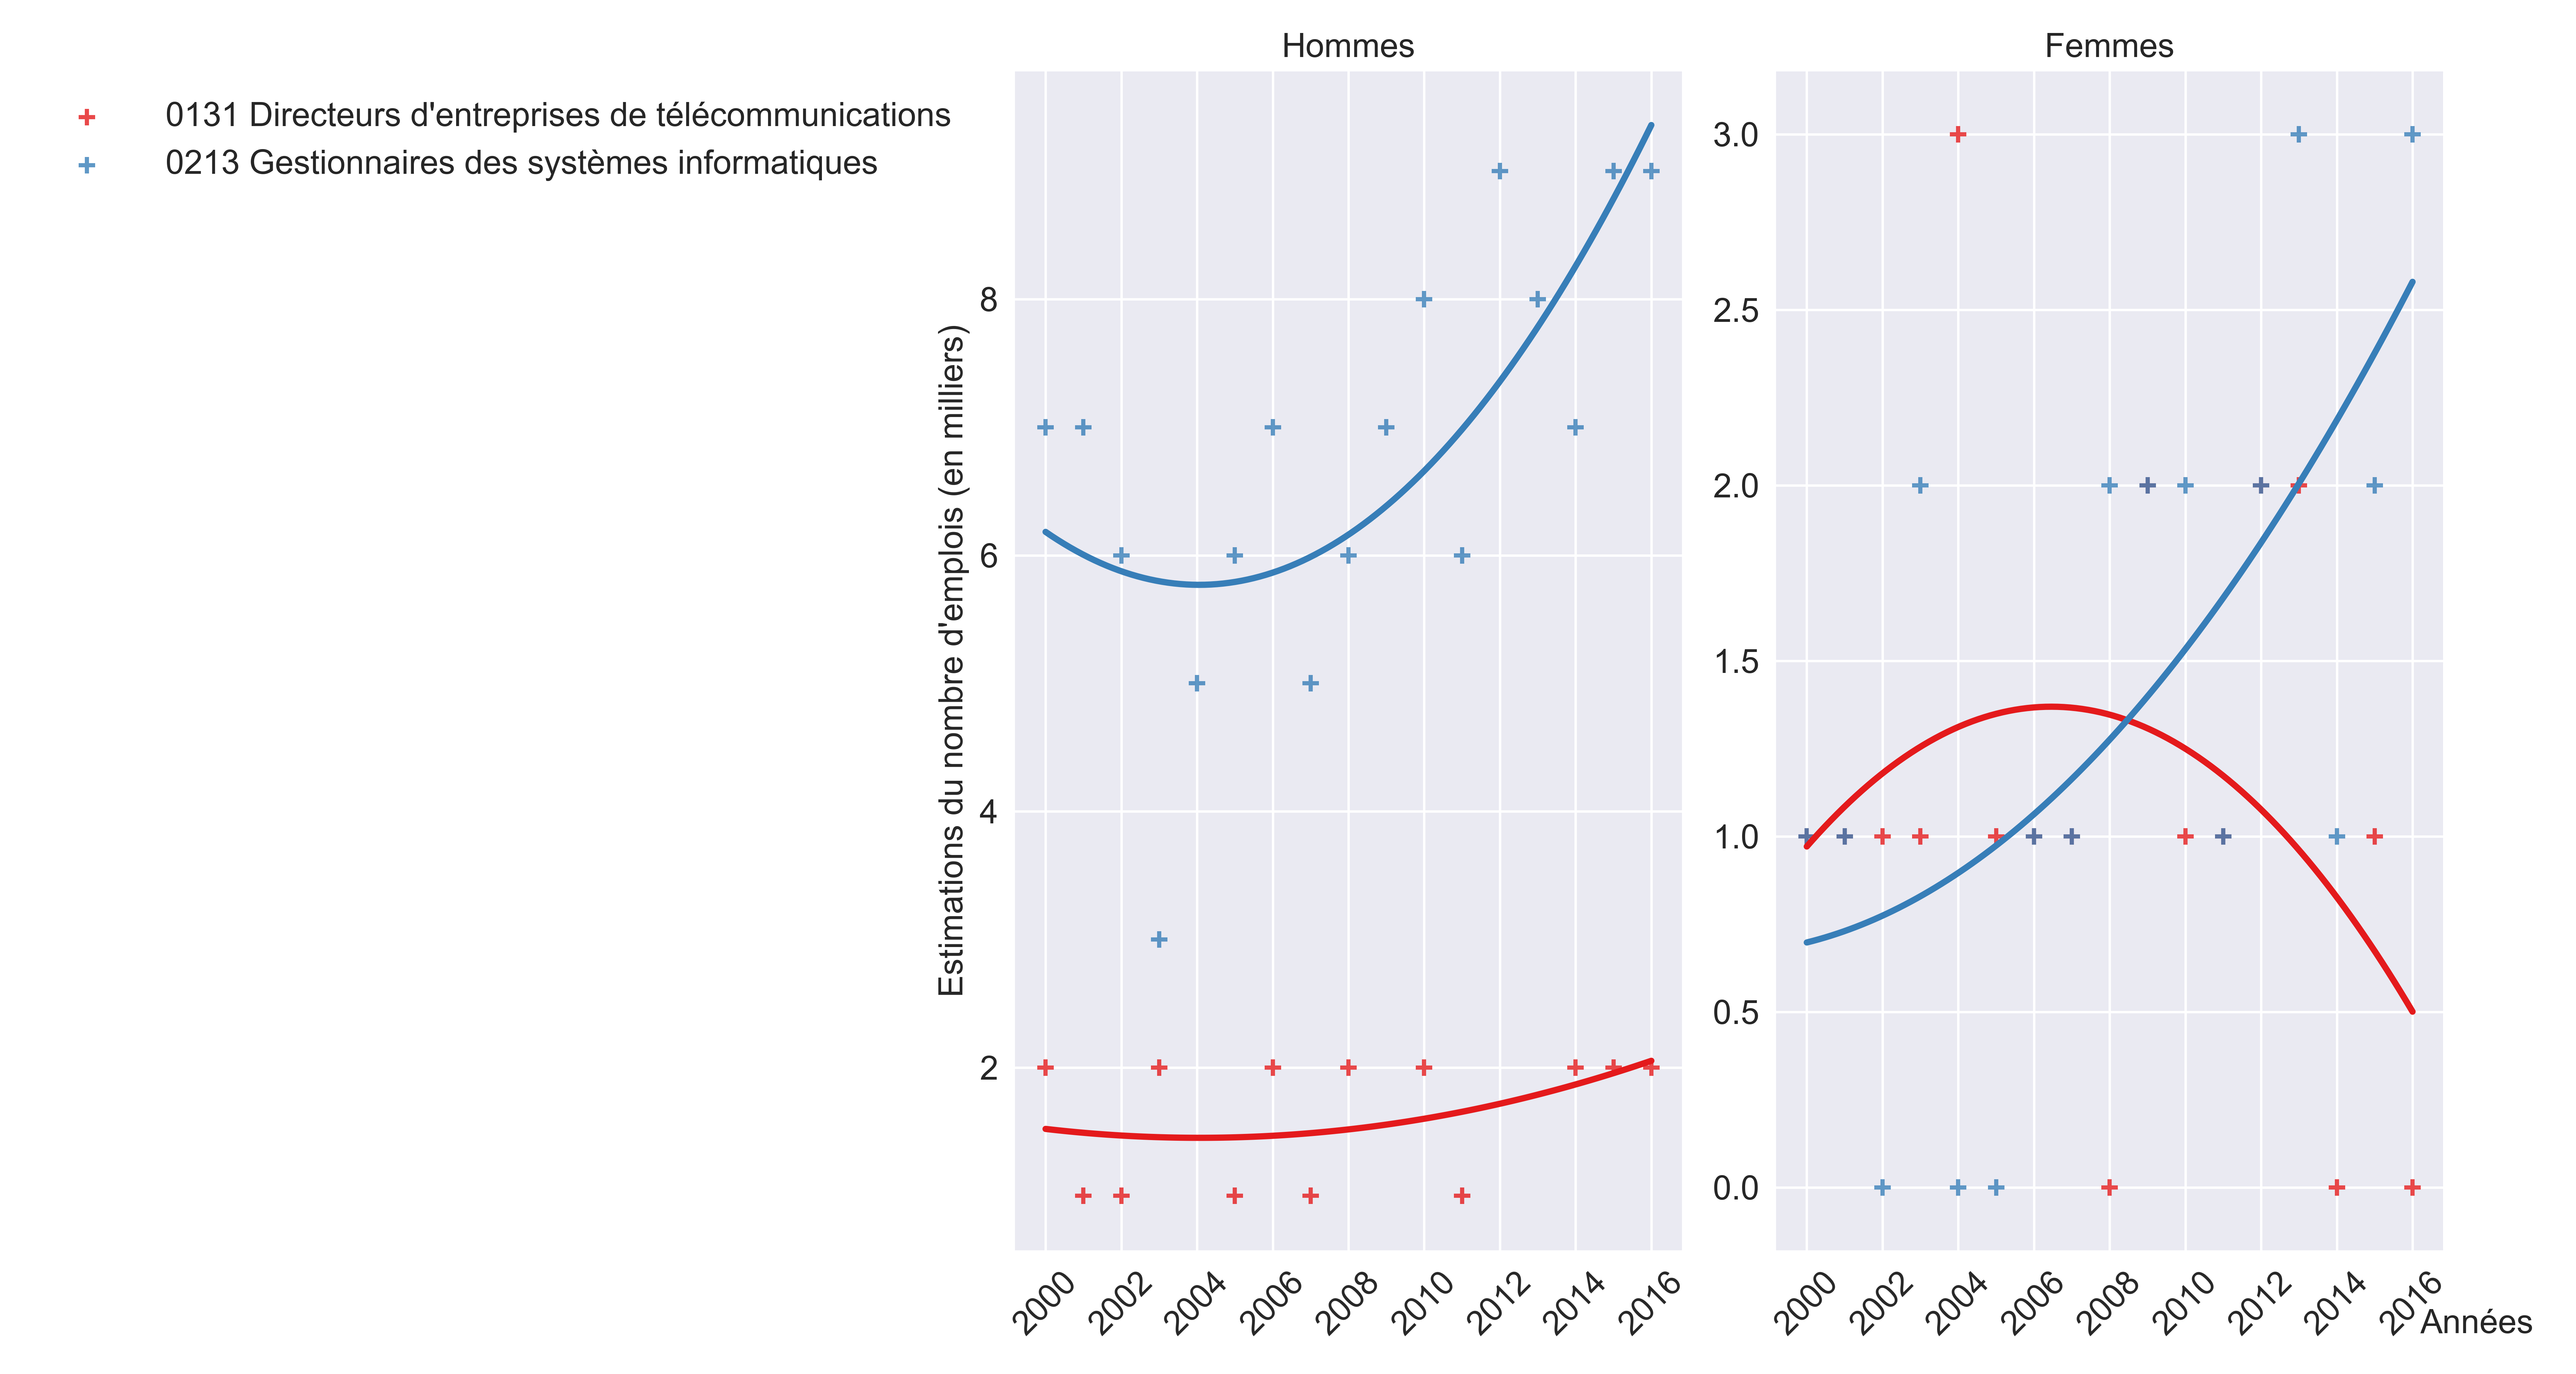 0131 Directeurs d'entreprises de télécommunications
0213 Gestionnaires des systèmes informatiques
Hommes
Estimations du nombre d'emplois (en milliers)
8
6
4
2
2000 2002 2004 2006 2008 2010 2012 2014 2016
Femmes
3.0
2.5
2.0
1.5
1.0
0.5
0.0
2000 2002 2004 2006 2008 2010 2012 2014 2016
Années